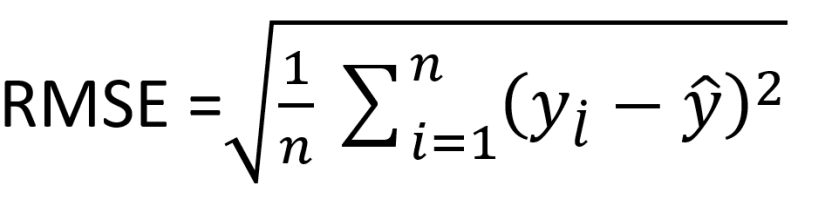 RMSE = √(1/n ∑ⁿᵢ₌₁ (yᵢ − ŷ)²)